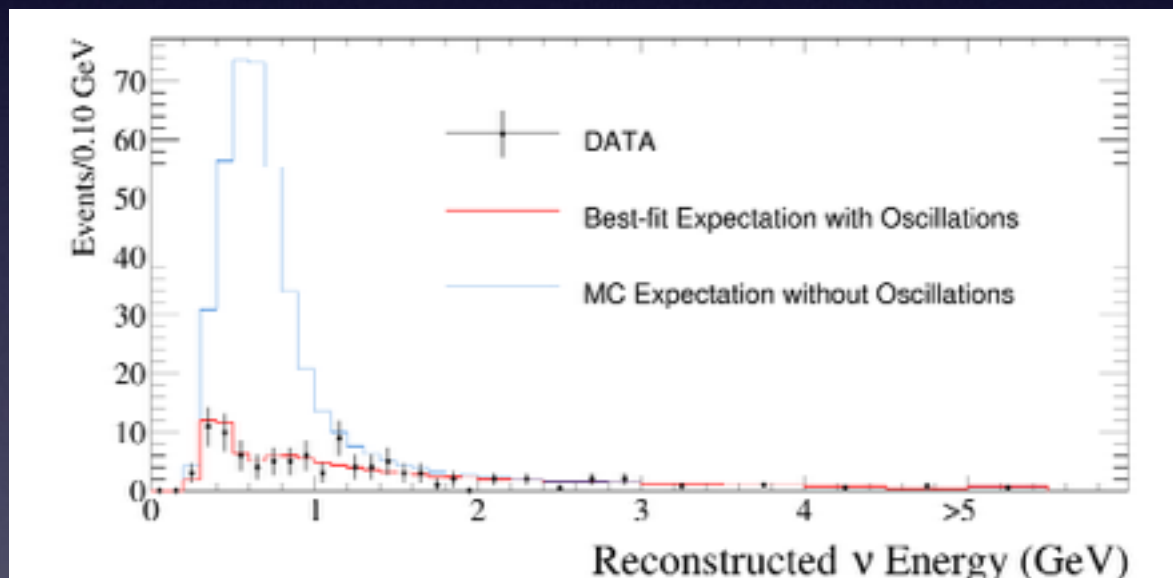 70
60
50
40
30
20
10
0
Events/0.10 GeV
DATA
Best-fit Expectation with Oscillations
MC Expectation without Oscillations
0 1 2 3 4 >5
Reconstructed ν Energy (GeV)